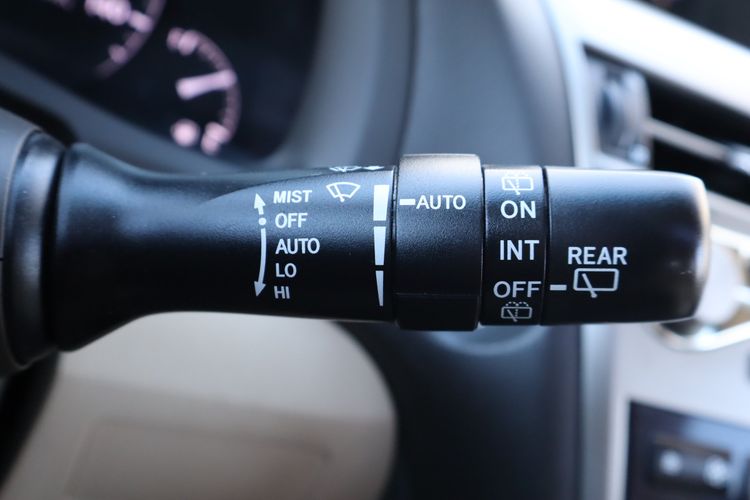 MIST
OFF
AUTO
LO
HI
AUTO
ON
INT
OFF
REAR